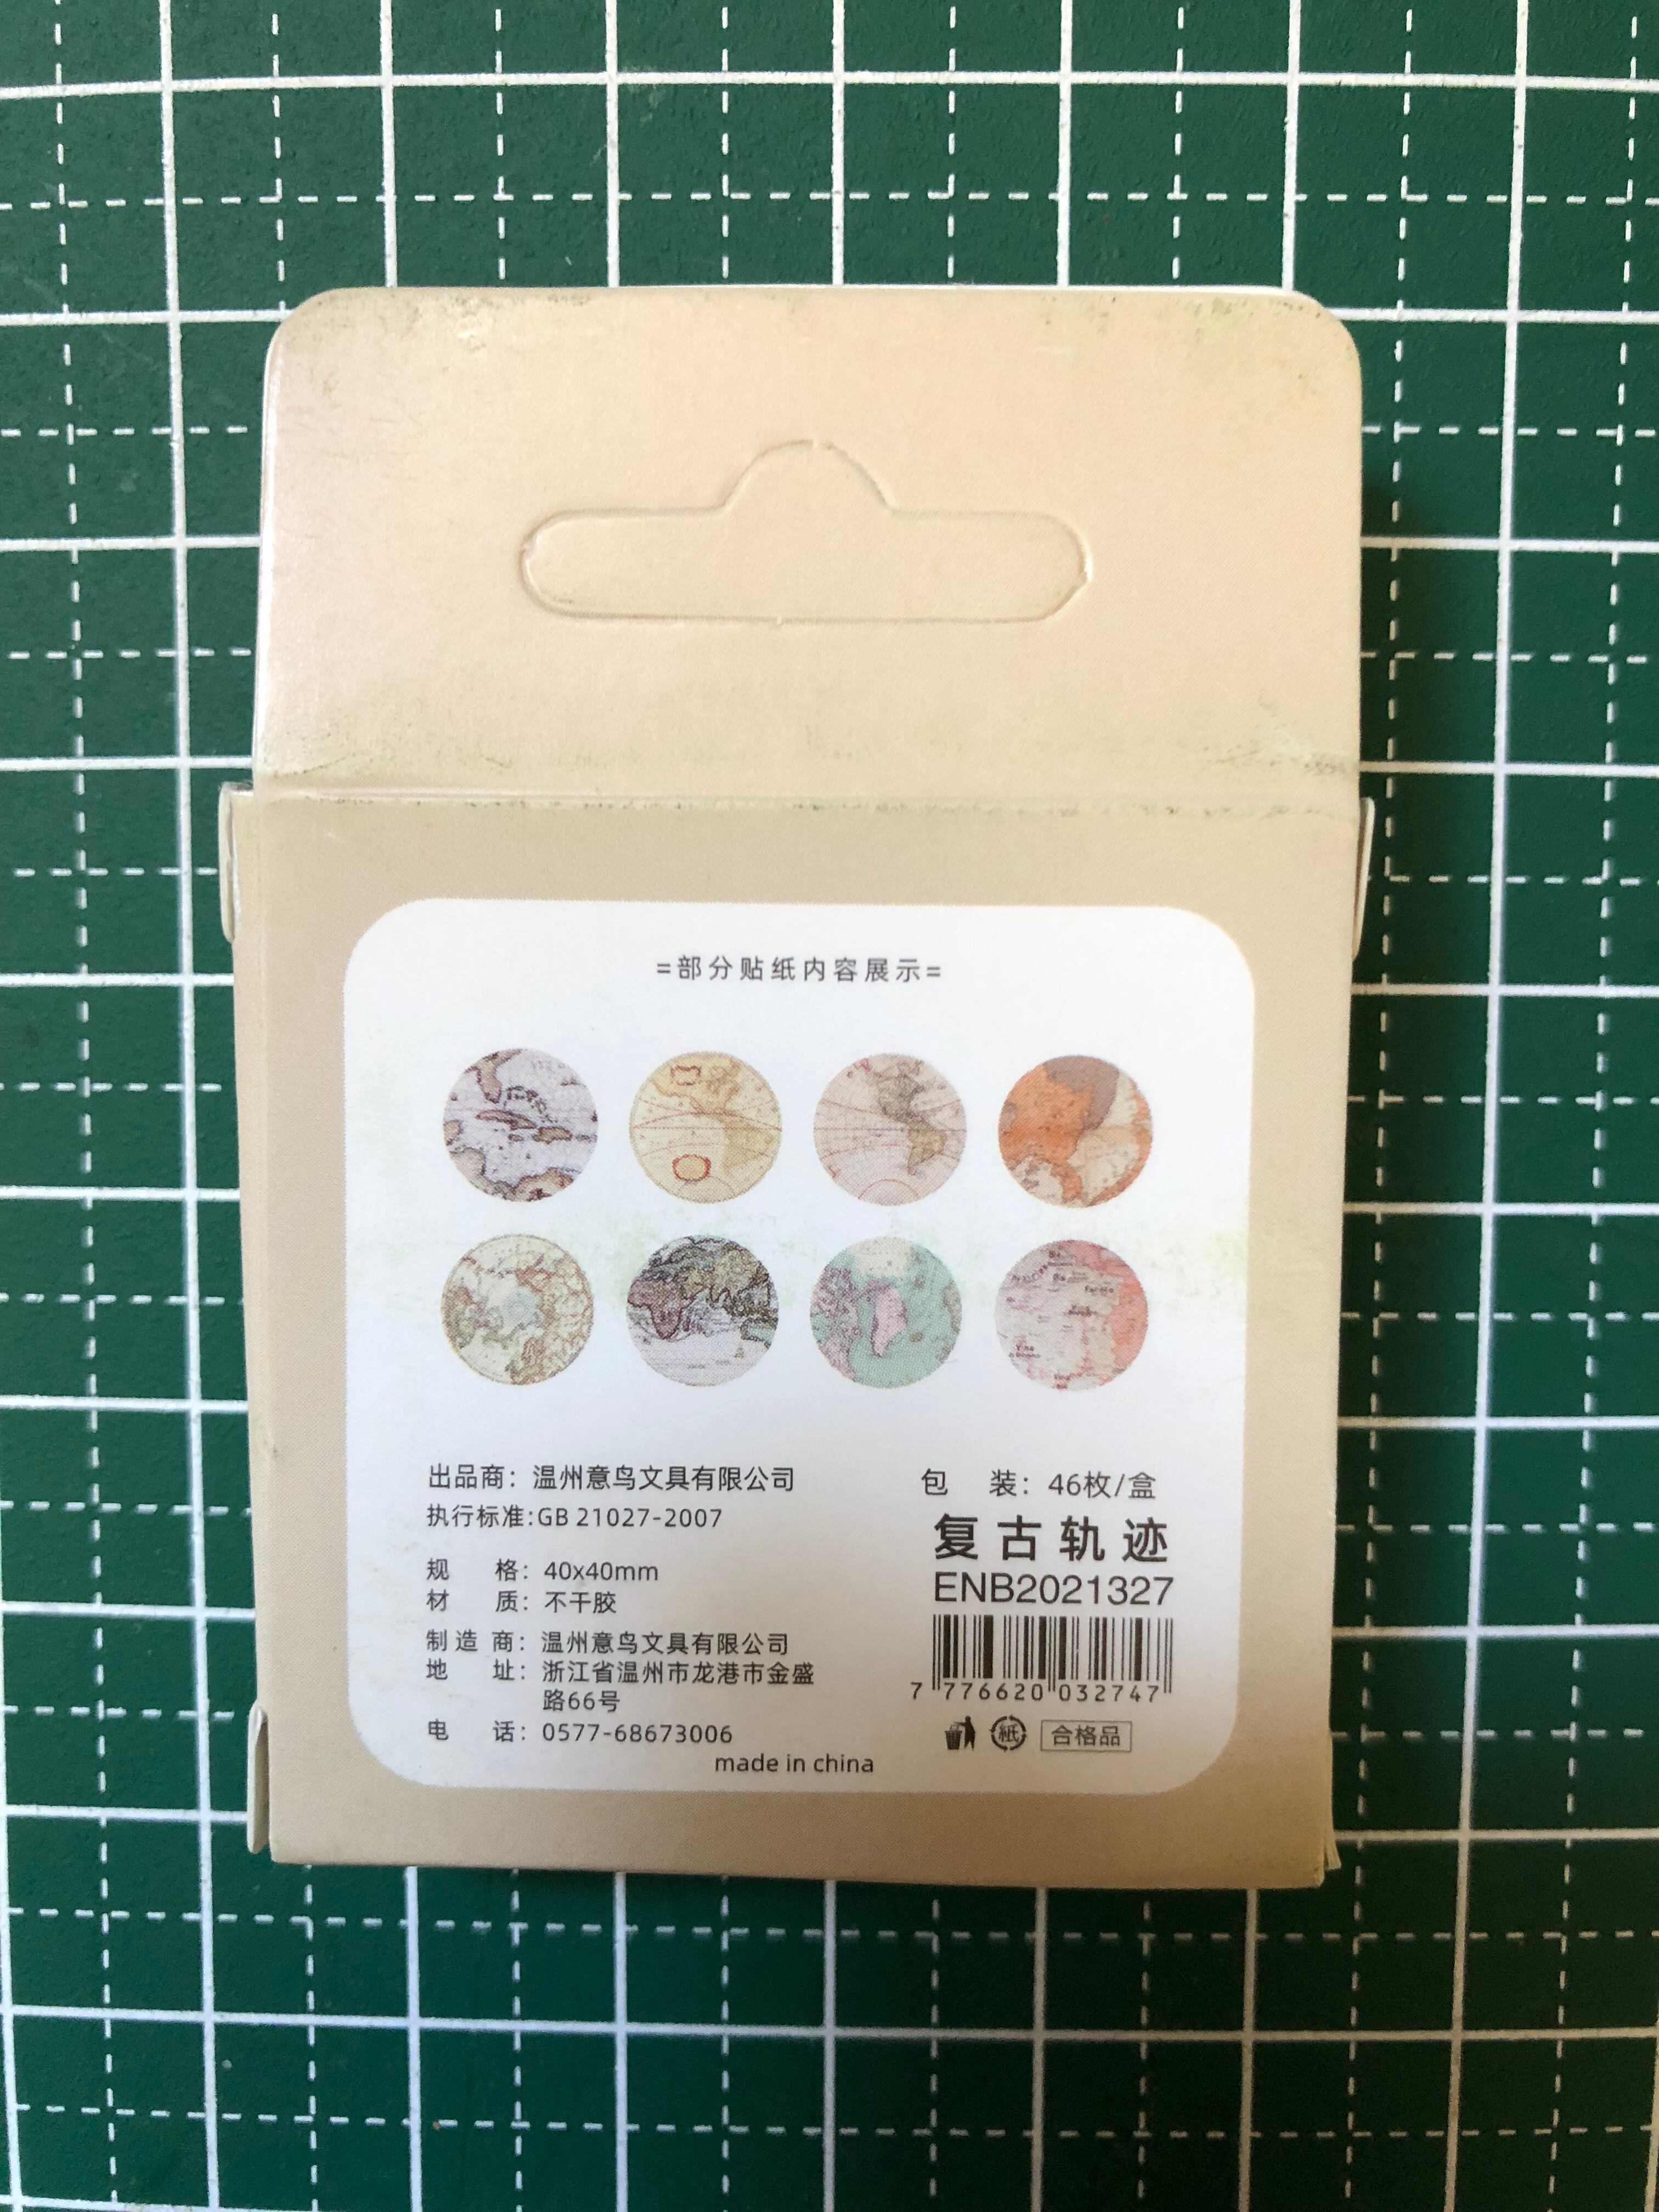 =部分贴纸内容展示=
出品商：温州意鸟文具有限公司
执行标准:GB 21027-2007
规 格：40x40mm
材 质：不干胶
制造商：温州意鸟文具有限公司
地 址：浙江省温州市龙港市金盛
路66号
电 话：0577-68673006
包 装：46枚/盒
复古轨迹
ENB2021327
7 776620 032747
紙
合格品
made in china